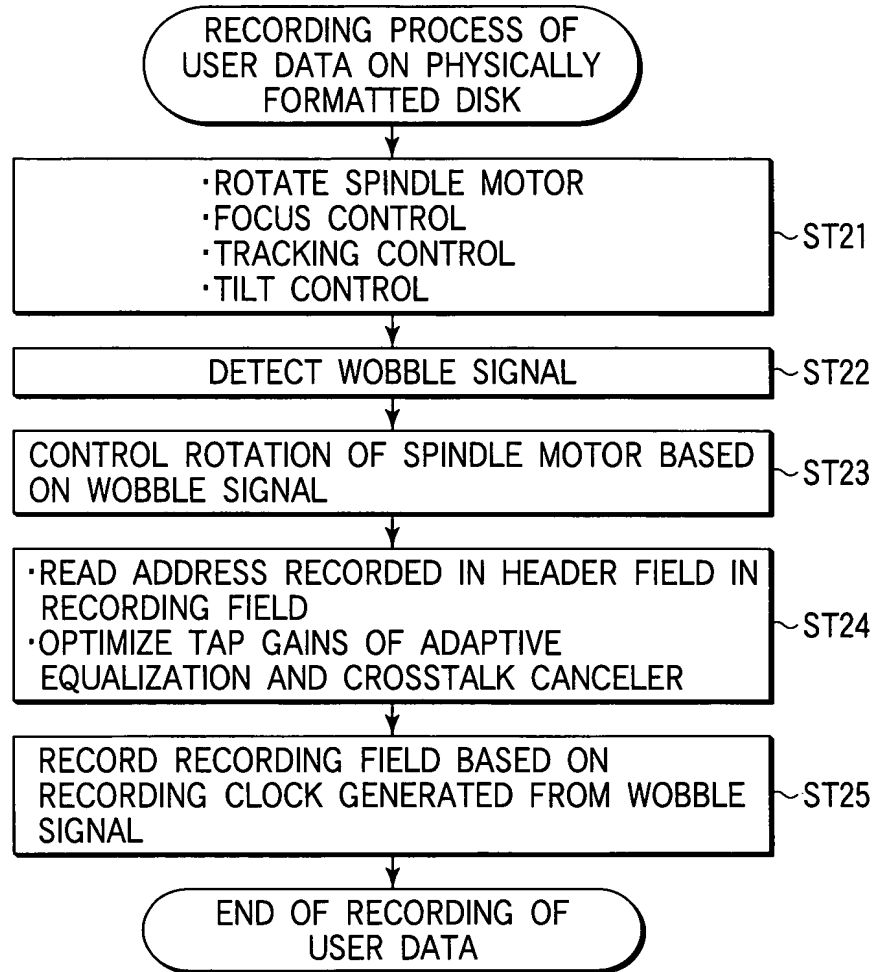 RECORDING PROCESS OF
USER DATA ON PHYSICALLY
FORMATTED DISK
·ROTATE SPINDLE MOTOR
·FOCUS CONTROL
·TRACKING CONTROL
·TILT CONTROL
ST21
DETECT WOBBLE SIGNAL
ST22
CONTROL ROTATION OF SPINDLE MOTOR BASED
ON WOBBLE SIGNAL
ST23
·READ ADDRESS RECORDED IN HEADER FIELD IN
RECORDING FIELD
·OPTIMIZE TAP GAINS OF ADAPTIVE
EQUALIZATION AND CROSSTALK CANCELER
ST24
RECORD RECORDING FIELD BASED ON
RECORDING CLOCK GENERATED FROM WOBBLE
SIGNAL
ST25
END OF RECORDING OF
USER DATA